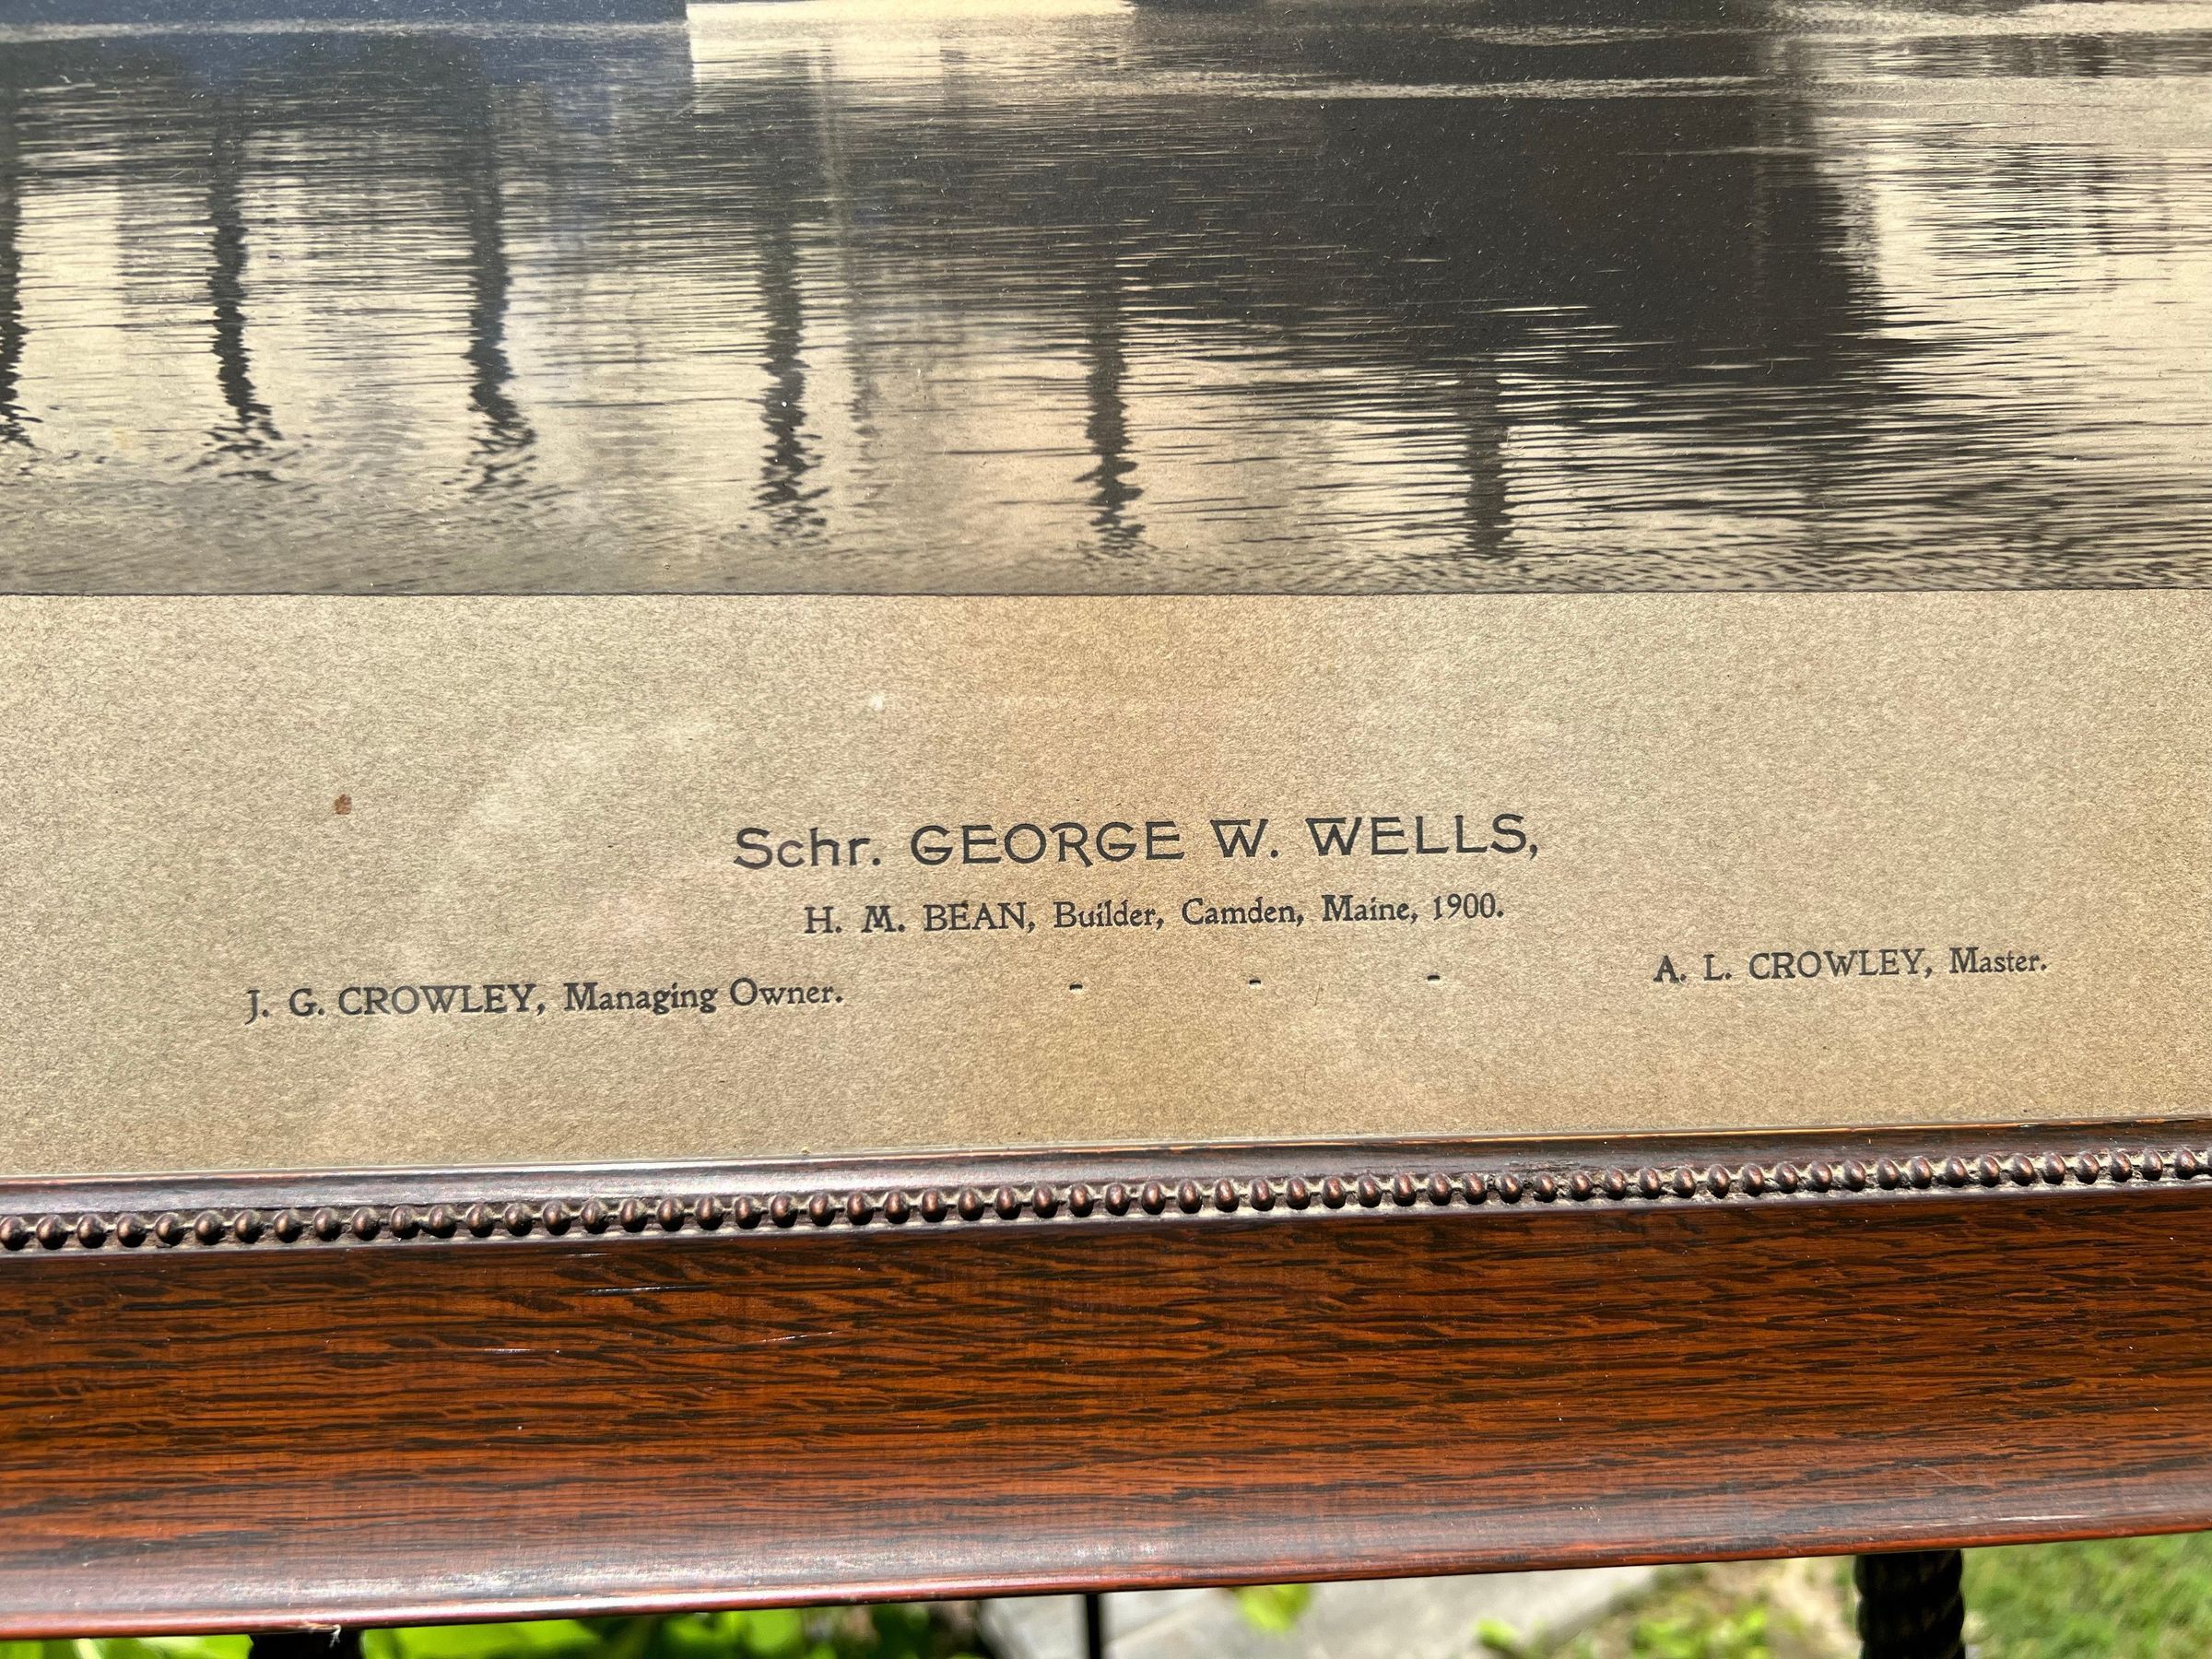 Schr. GEORGE W. WELLS,
H. M. BEAN, Builder, Camden, Maine, 1900.
J. G. CROWLEY, Managing Owner. - - - A. L. CROWLEY, Master.